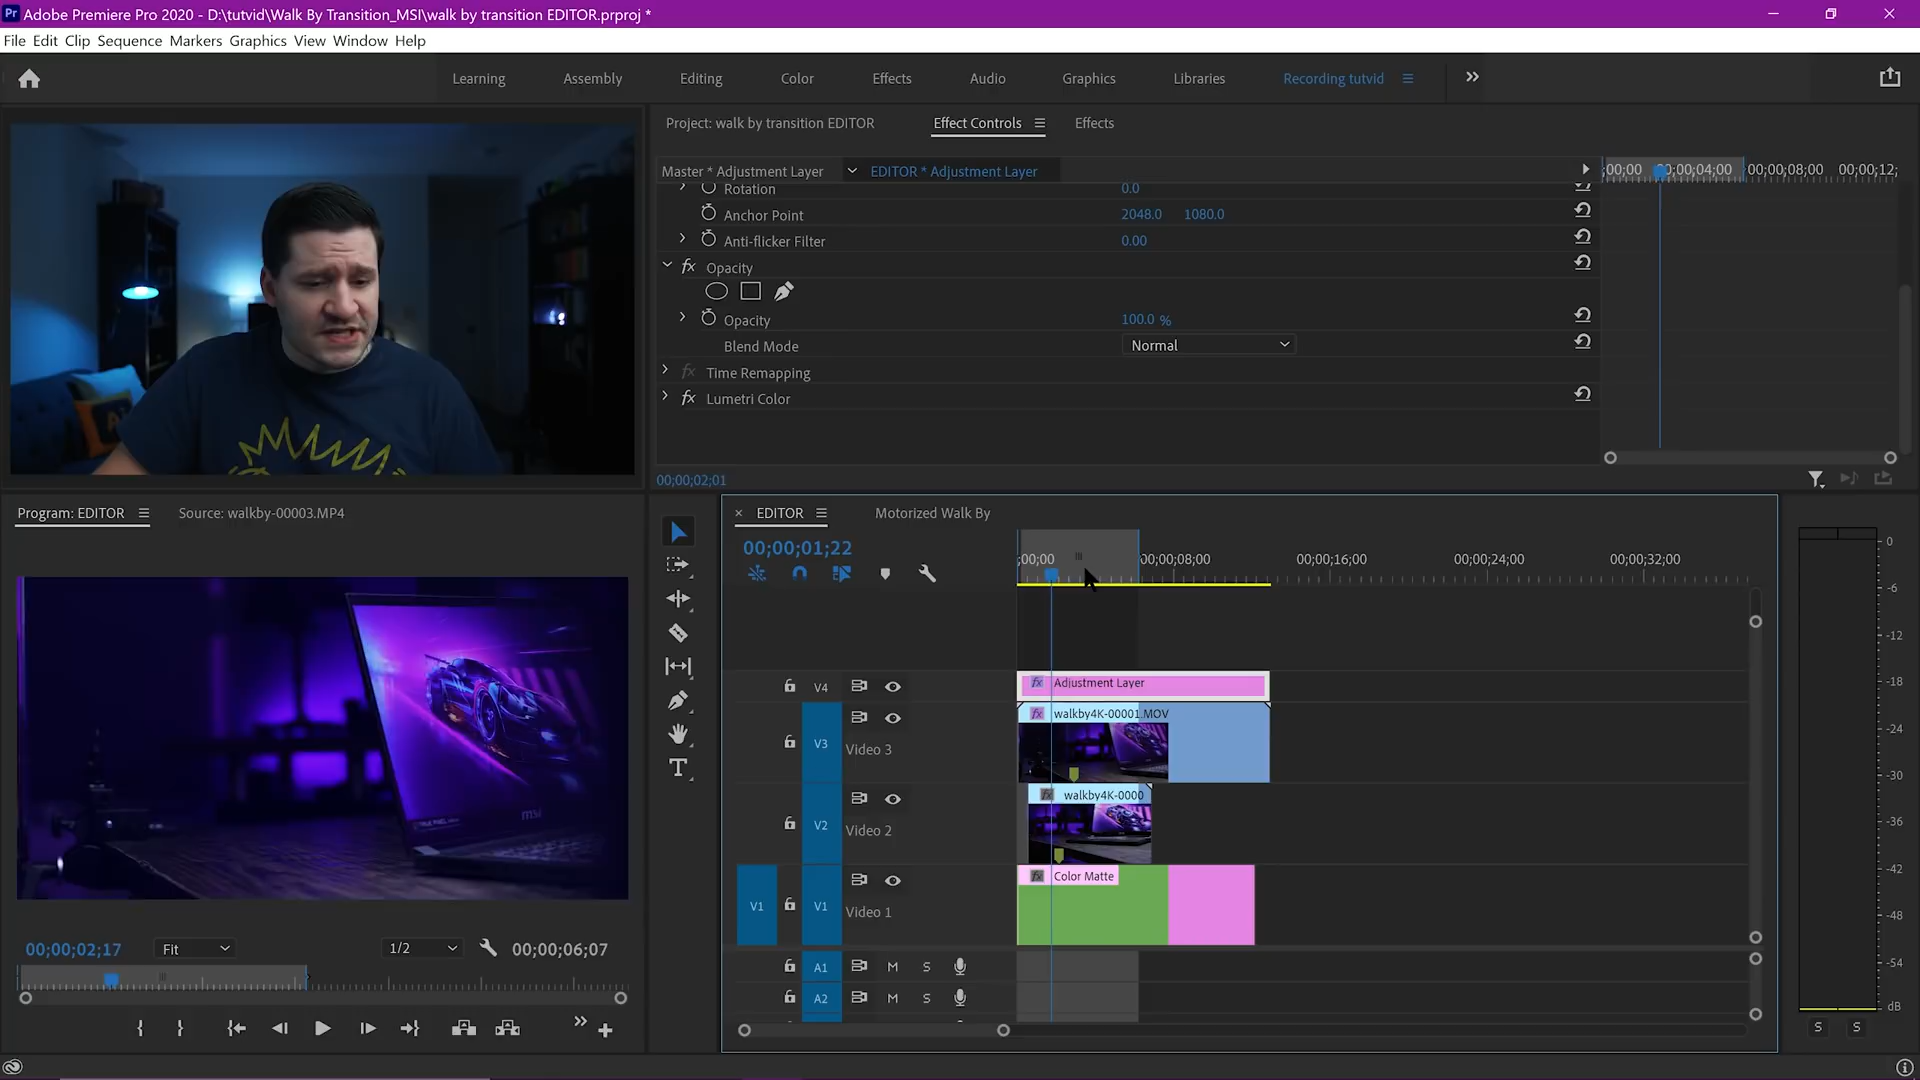 Adobe Premiere Pro 2020 - D:\tutvid\Walk By Transition_MSI\walk by transition EDITOR.prproj *
File Edit Clip Sequence Markers Graphics View Window Help
Learning Assembly Editing Color Effects Audio Graphics Libraries Recording tutvid
Project: walk by transition EDITOR Effect Controls Effects
Master * Adjustment Layer EDITOR * Adjustment Layer ;00;00 00;00;08;00 00;00;12;
Rotation 0.0
Anchor Point 2048.0 1080.0
Anti-flicker Filter 0.00
fx Opacity
Opacity 100.0 %
Blend Mode Normal
fx Time Remapping
fx Lumetri Color
00;00;02;01
Program: EDITOR Source: walkby-00003.MP4
EDITOR Motorized Walk By
00;00;01;22
;00;00 00;00;08;00 00;00;16;00 00;00;24;00 00;00;32;00
V4 fx Adjustment Layer
V3 Video 3 fx walkby4K-00001.MOV
V2 Video 2 fx walkby4K-0000
V1 V1 Video 1 fx Color Matte
A1 M S
A2 M S
msi
00;00;02;17 Fit 1/2 00;00;06;07
0
-6
-12
-18
-24
-30
-36
-42
-48
-54
dB
S S